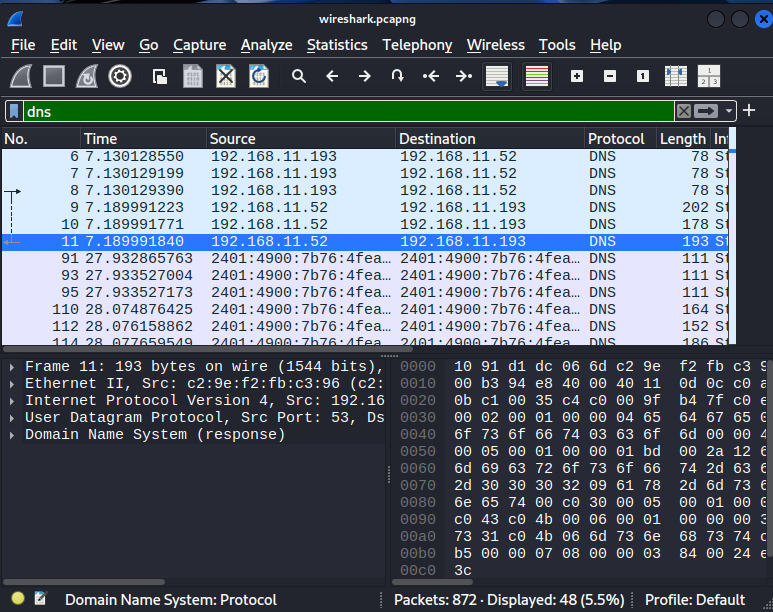 wireshark.pcapng
File Edit View Go Capture Analyze Statistics Telephony Wireless Tools Help
dns
No. Time Source Destination Protocol Length
6 7.130128550 192.168.11.193 192.168.11.52 DNS 78 St
7 7.130129199 192.168.11.193 192.168.11.52 DNS 78 St
8 7.130129390 192.168.11.193 192.168.11.52 DNS 78 St
9 7.189991223 192.168.11.52 192.168.11.193 DNS 202 St
10 7.189991771 192.168.11.52 192.168.11.193 DNS 178 St
11 7.189991840 192.168.11.52 192.168.11.193 DNS 193 St
91 27.932865763 2401:4900:7b76:4fea… 2401:4900:7b76:4fea… DNS 111 St
93 27.933527004 2401:4900:7b76:4fea… 2401:4900:7b76:4fea… DNS 111 St
95 27.933527173 2401:4900:7b76:4fea… 2401:4900:7b76:4fea… DNS 111 St
110 28.074876425 2401:4900:7b76:4fea… 2401:4900:7b76:4fea… DNS 164 St
112 28.076158862 2401:4900:7b76:4fea… 2401:4900:7b76:4fea… DNS 152 St
114 28.077659549 2401:4900:7b76:4fea… 2401:4900:7b76:4fea… DNS 186 St
Frame 11: 193 bytes on wire (1544 bits),
Ethernet II, Src: c2:9e:f2:fb:c3:96 (c2:
Internet Protocol Version 4, Src: 192.16
User Datagram Protocol, Src Port: 53, Ds
Domain Name System (response)
0000 10 91 d1 dc 06 6d c2 9e f2 fb c3 9
0010 00 b3 94 e8 40 00 40 11 0d 0c c0 a
0020 0b c1 00 35 c4 c0 00 9f b4 7f c0 e
0030 00 02 00 01 00 00 04 65 64 67 65 0
0040 6f 73 6f 66 74 03 63 6f 6d 00 00 4
0050 00 05 00 01 00 00 01 bd 00 2a 12 6
0060 6d 69 63 72 6f 73 6f 66 74 2d 63 6
0070 2d 30 30 30 32 09 61 78 2d 6d 73 6
0080 6e 65 74 00 c0 30 00 05 00 01 00 0
0090 c0 43 c0 4b 00 06 00 01 00 00 00 3
00a0 73 31 c0 4b 06 6d 73 6e 68 73 74 c
00b0 b5 00 00 07 08 00 00 03 84 00 24 e
00c0 3c
Domain Name System: Protocol
Packets: 872 · Displayed: 48 (5.5%)
Profile: Default